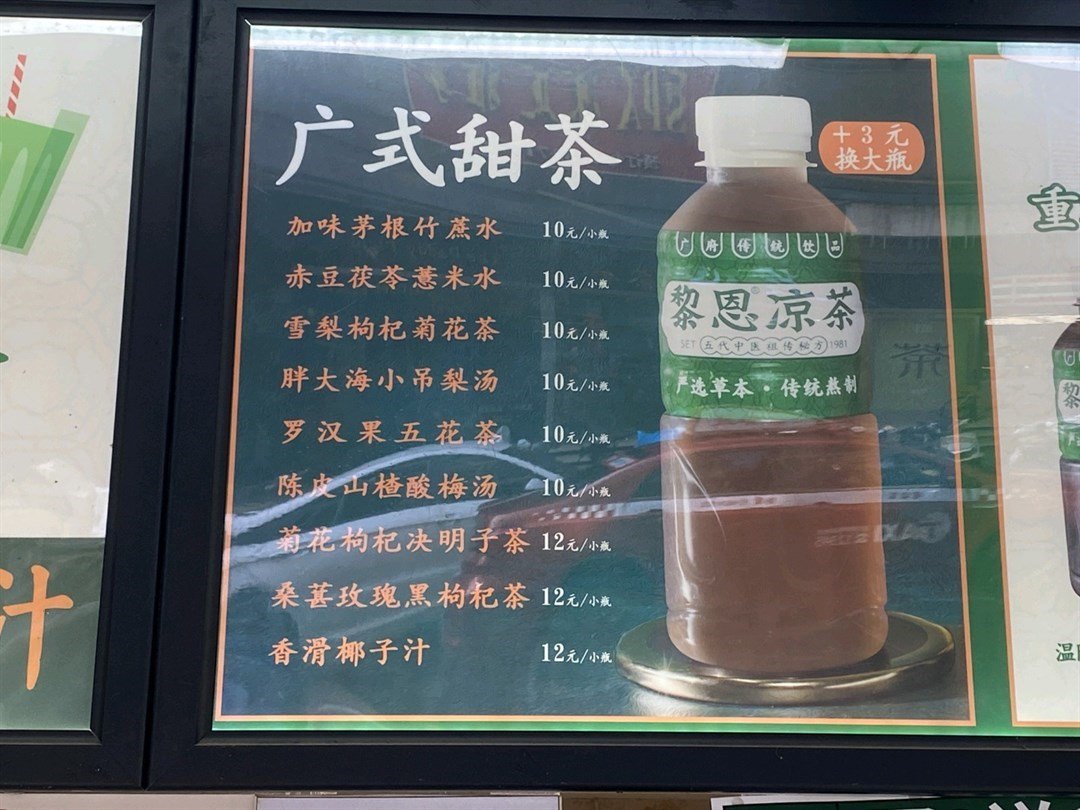 广式甜茶
+3元
换大瓶
加味茅根竹蔗水 10元/小瓶
赤豆茯苓薏米水 10元/小瓶
雪梨枸杞菊花茶 10元/小瓶
胖大海小吊梨汤 10元/小瓶
罗汉果五花茶 10元/小瓶
陈皮山楂酸梅汤 10元/小瓶
菊花枸杞决明子茶 12元/小瓶
桑葚玫瑰黑枸杞茶 12元/小瓶
香滑椰子汁 12元/小瓶
广府传统饮品
黎恩®凉茶
SET 五代中医祖传秘方 1981
严选草本·传统熬制
汁
重
黎
温
TAXI
茶